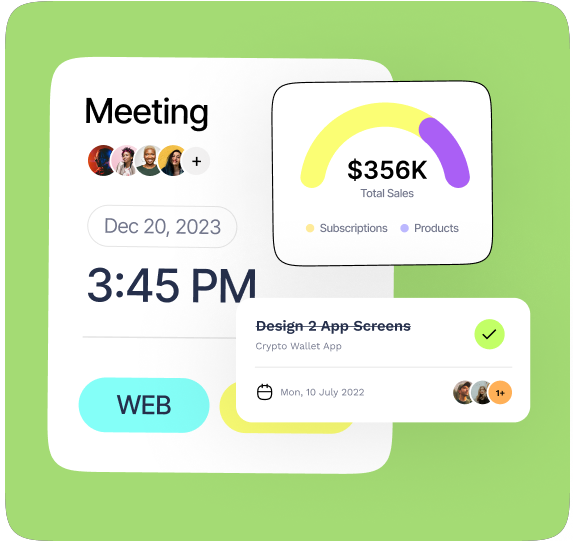 Meeting
+
Dec 20, 2023
3:45 PM
WEB
$356K
Total Sales
Subscriptions Products
Design 2 App Screens
Crypto Wallet App
Mon, 10 July 2022
1+